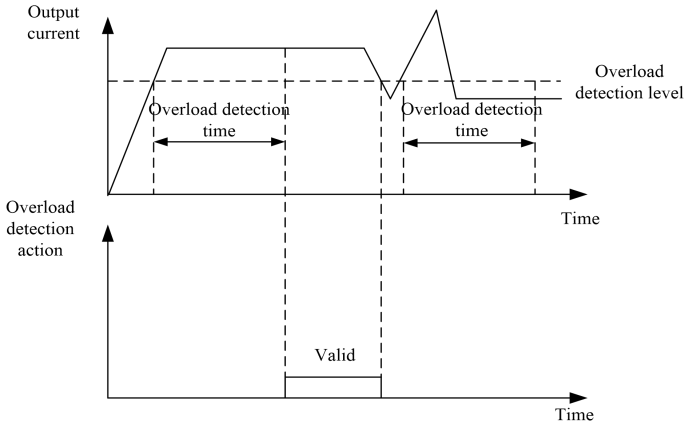 Output
current
Overload
detection level
Overload detection
time
Overload detection
time
Time
Overload
detection
action
Valid
Time